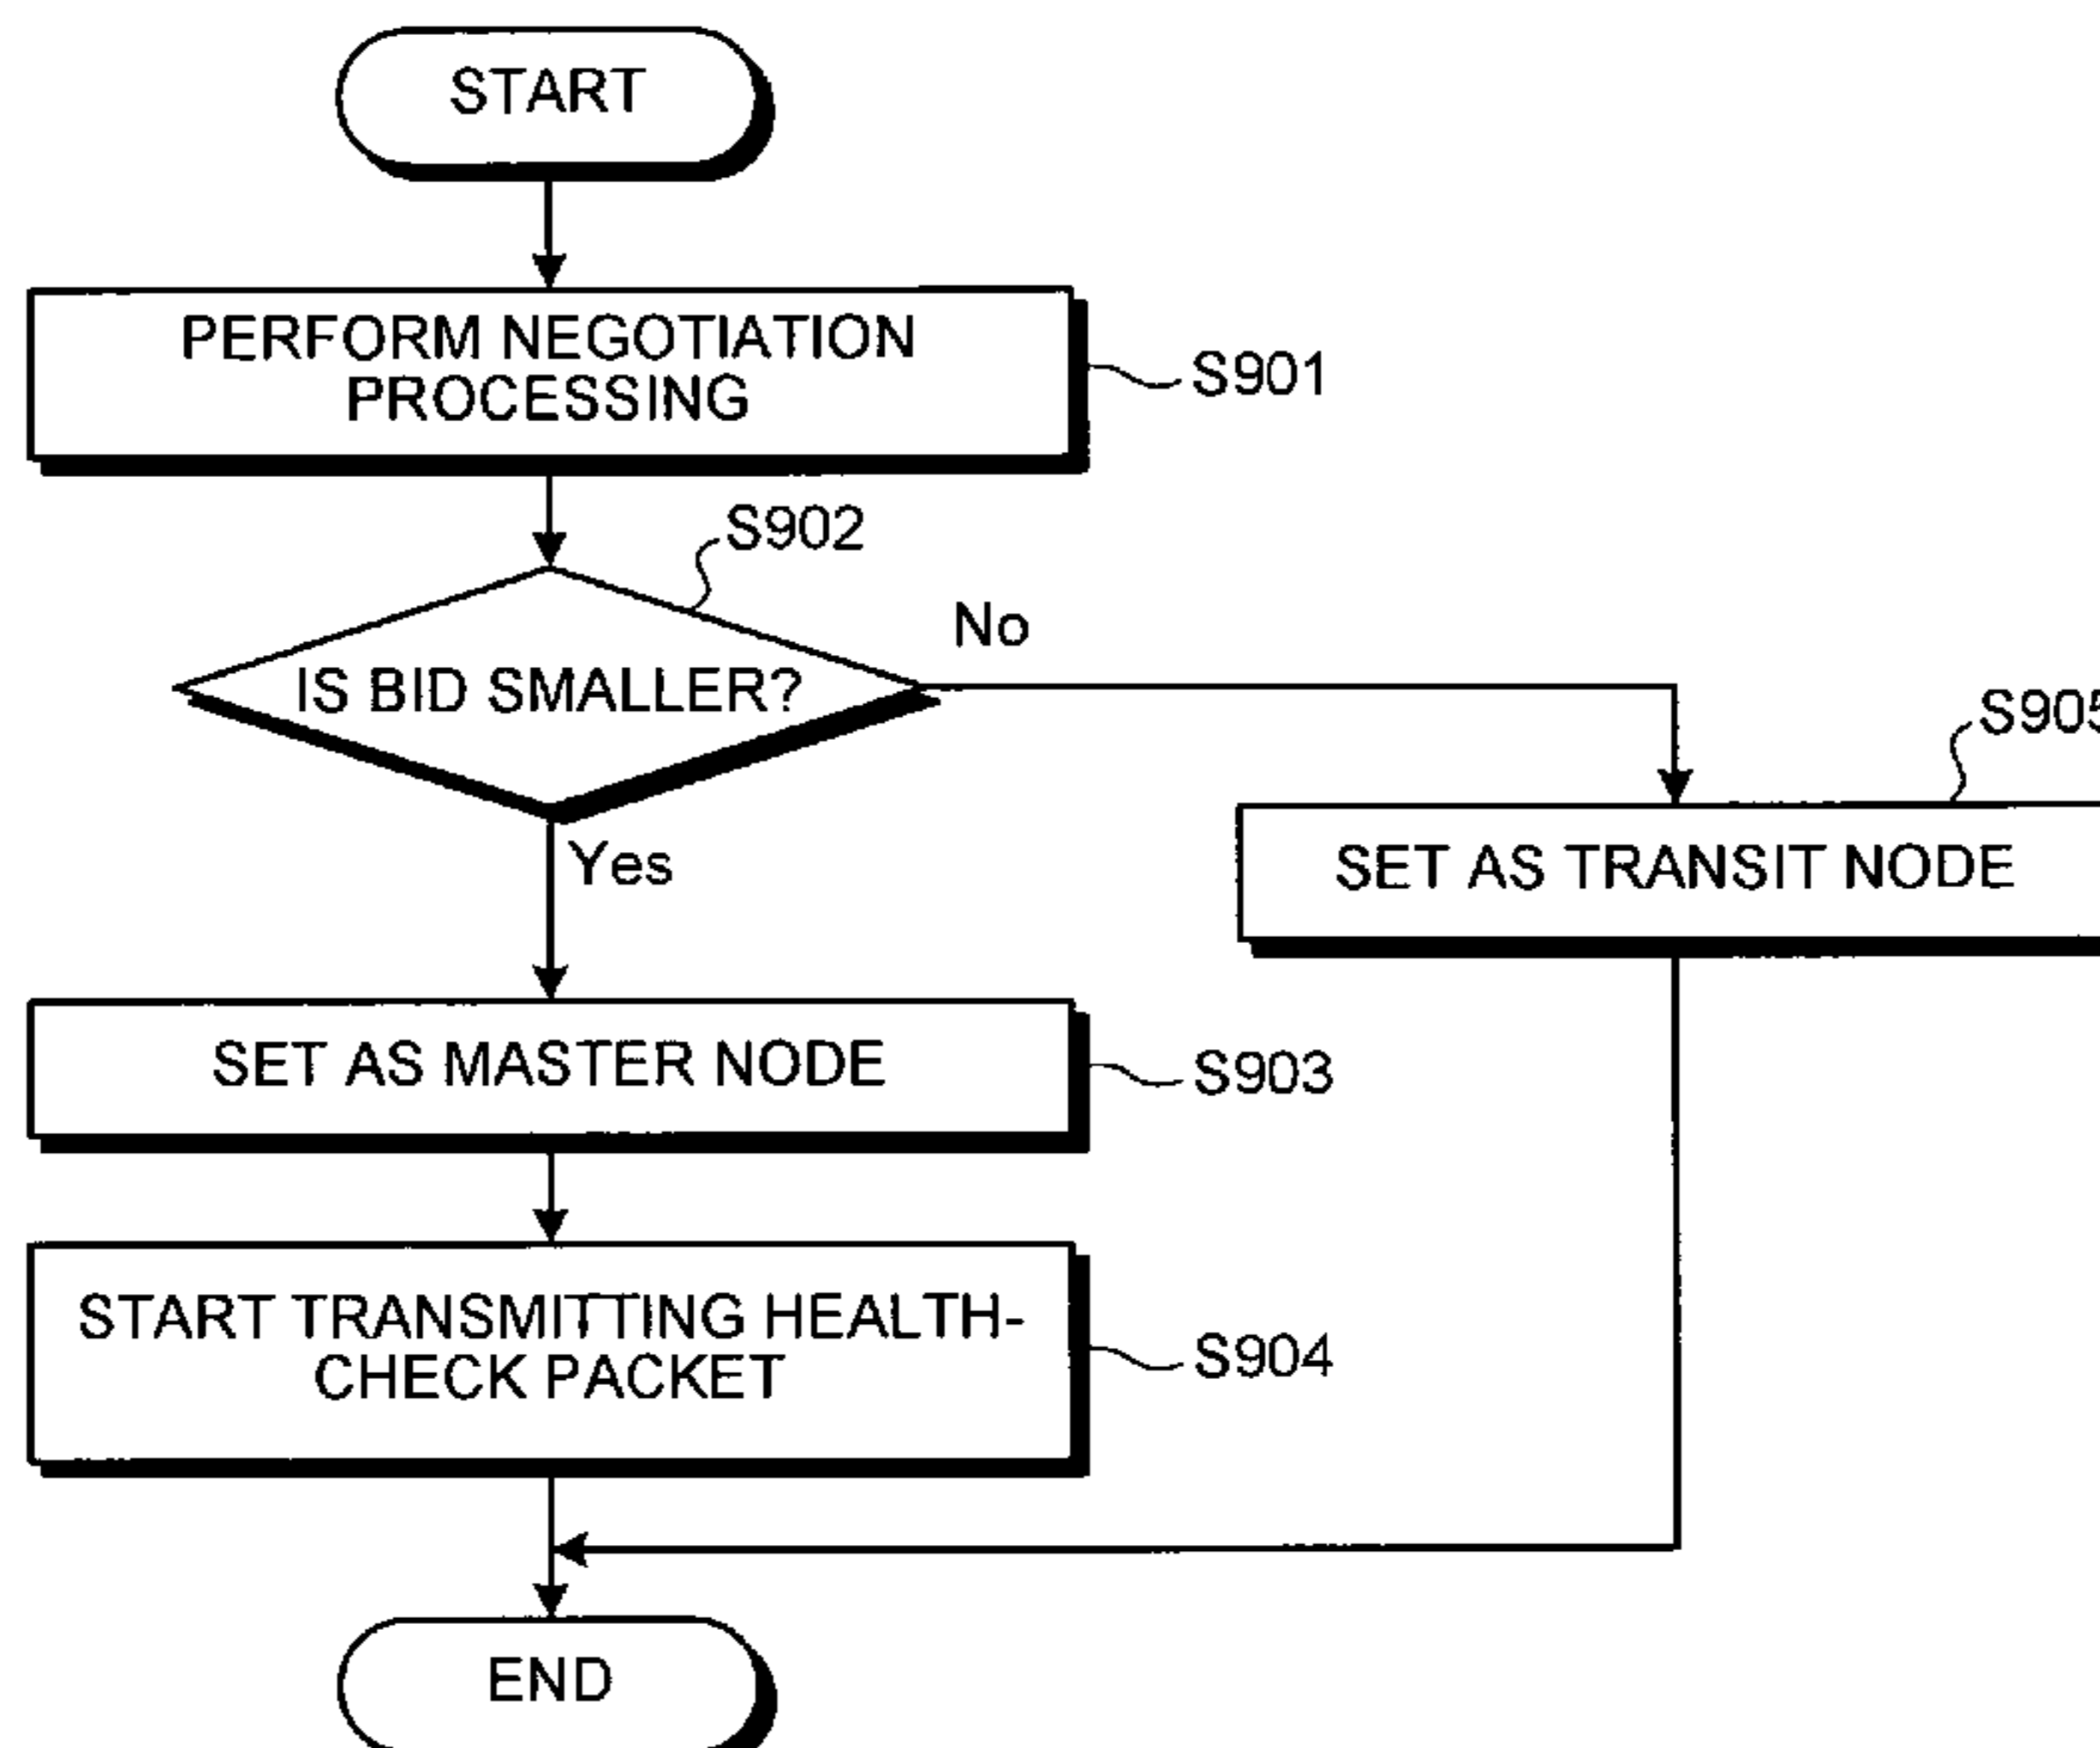 START
PERFORM NEGOTIATION
PROCESSING
S901
S902
IS BID SMALLER?
No
Yes
S905
SET AS TRANSIT NODE
SET AS MASTER NODE
S903
START TRANSMITTING HEALTH-
CHECK PACKET
S904
END